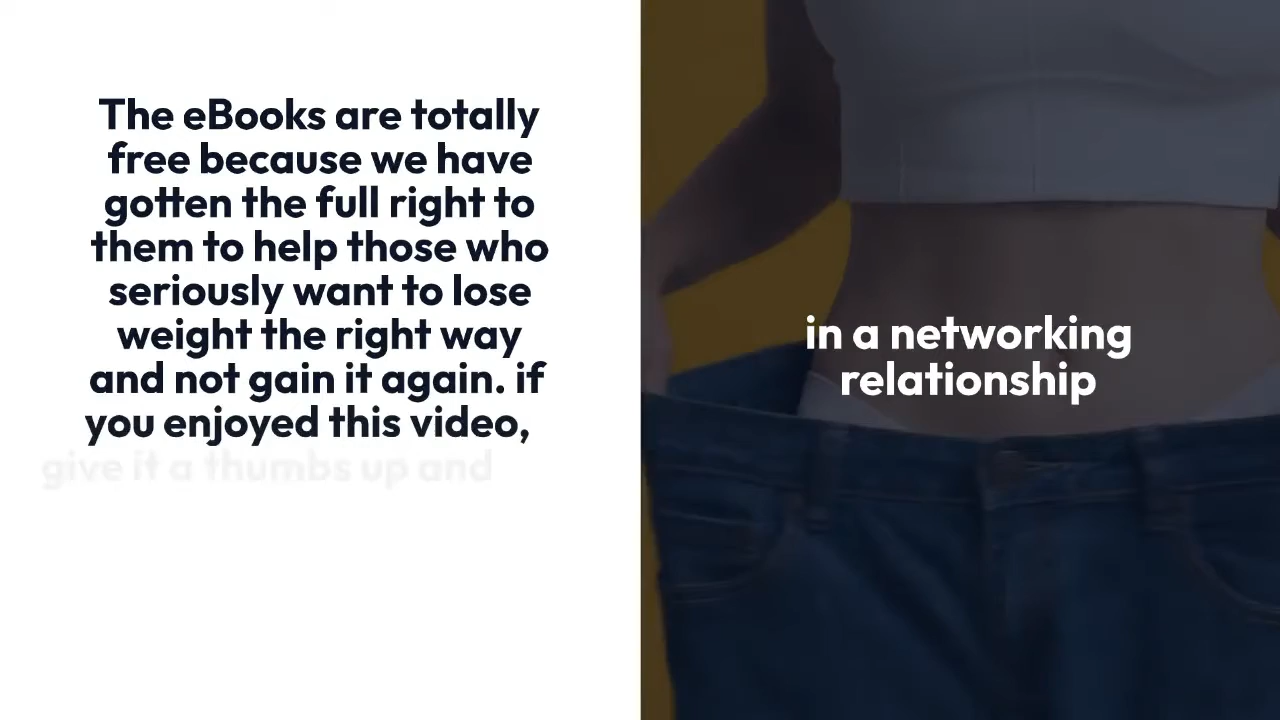 The eBooks are totally
free because we have
gotten the full right to
them to help those who
seriously want to lose
weight the right way
and not gain it again. if
you enjoyed this video,
give it a thumbs up and
in a networking
relationship